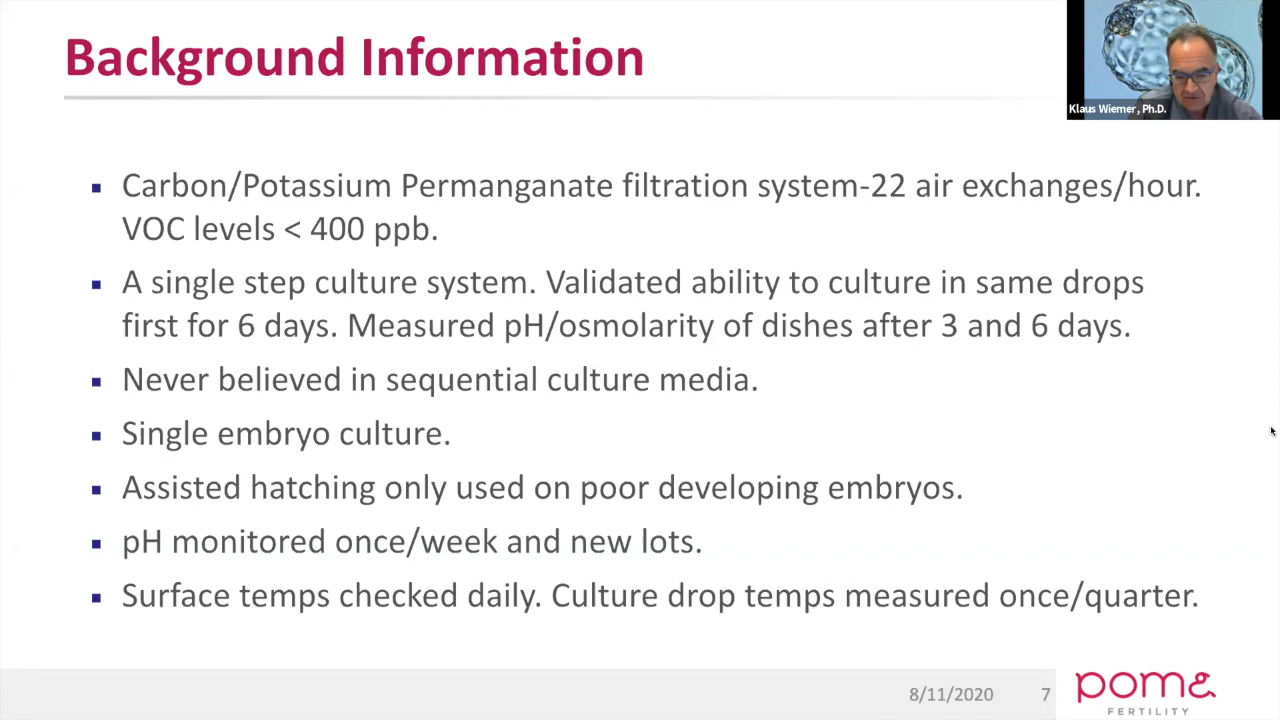 Background Information
Klaus Wiemer, Ph.D.
Carbon/Potassium Permanganate filtration system-22 air exchanges/hour.
VOC levels < 400 ppb.
A single step culture system. Validated ability to culture in same drops
first for 6 days. Measured pH/osmolarity of dishes after 3 and 6 days.
Never believed in sequential culture media.
Single embryo culture.
Assisted hatching only used on poor developing embryos.
pH monitored once/week and new lots.
Surface temps checked daily. Culture drop temps measured once/quarter.
8/11/2020 7
poma
FERTILITY